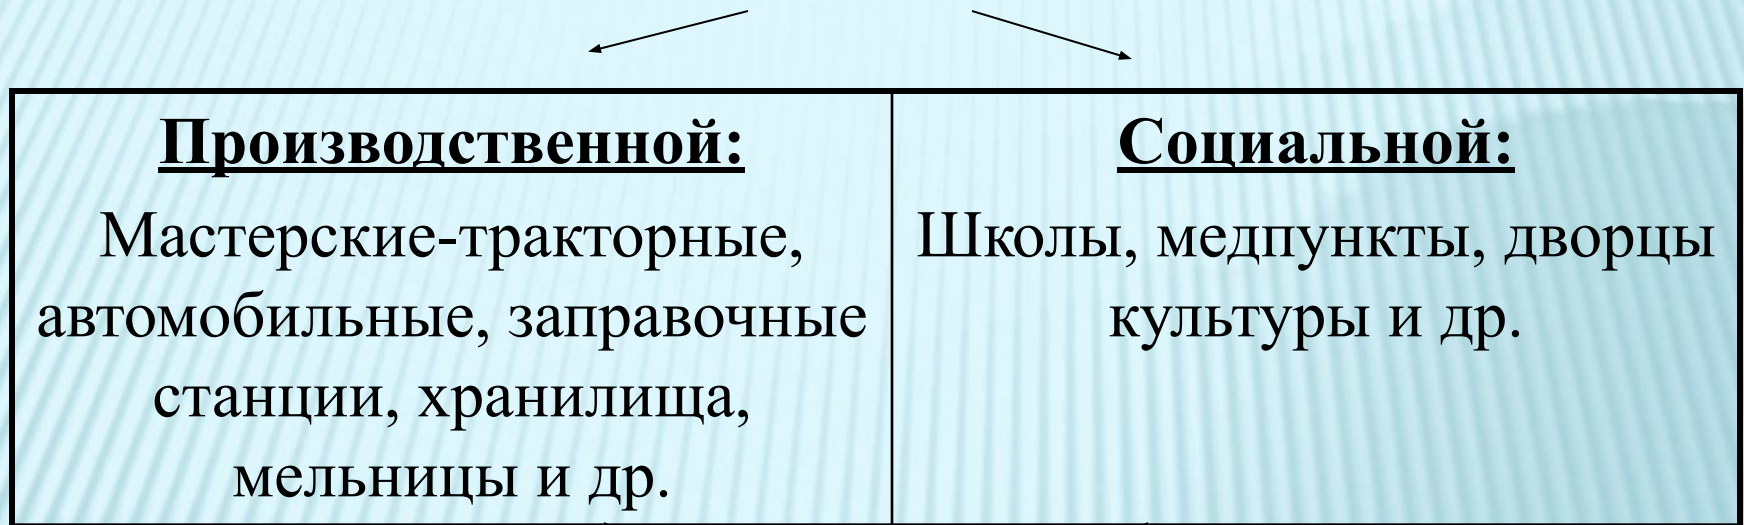 Производственной:
Мастерские-тракторные,
автомобильные, заправочные
станции, хранилища,
мельницы и др.
Социальной:
Школы, медпункты, дворцы
культуры и др.